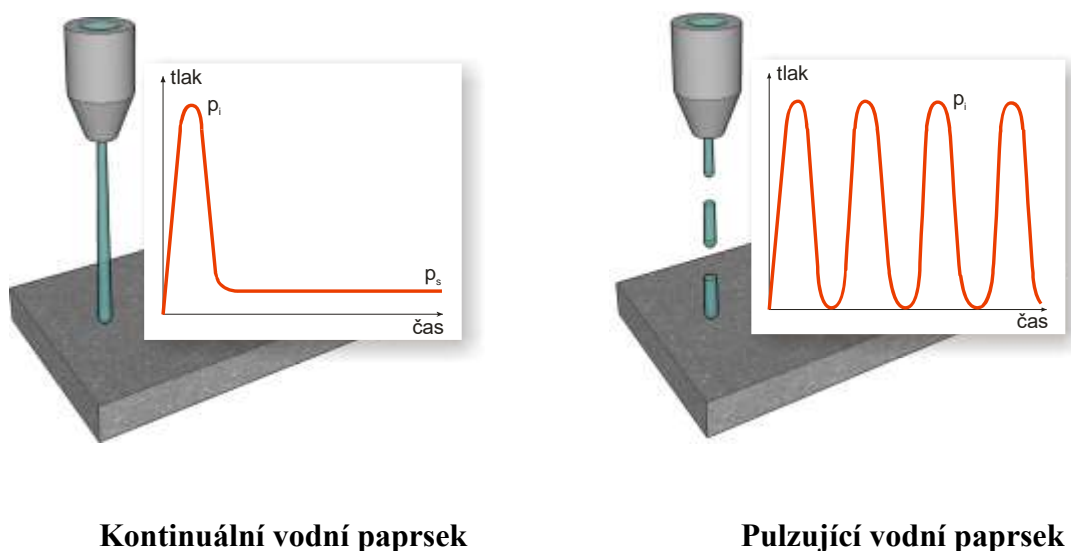 tlak
pᵢ
pₛ
čas
tlak
pᵢ
čas
Kontinuální vodní paprsek
Pulzující vodní paprsek